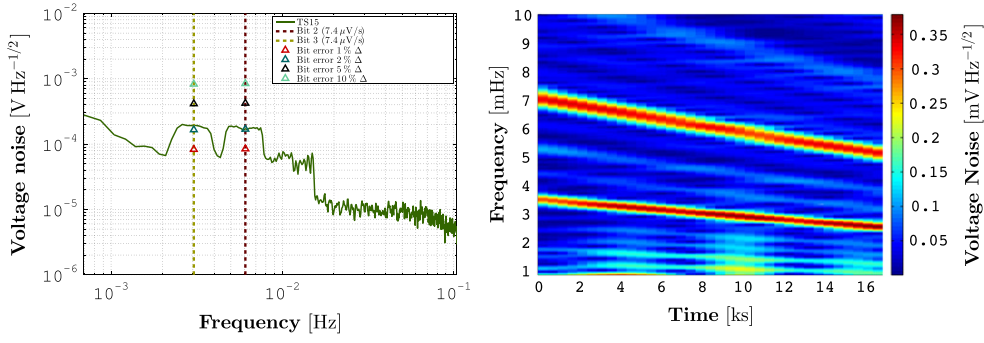 10^{-2}
10^{-3}
10^{-4}
10^{-5}
10^{-6}
Voltage noise [V Hz^{-1/2}]
10^{-3}
10^{-2}
10^{-1}
Frequency [Hz]
TS15
Bit 2 (7.4 μV/s)
Bit 3 (7.4 μV/s)
Bit error 1 % Δ
Bit error 2 % Δ
Bit error 5 % Δ
Bit error 10 % Δ
10
9
8
7
6
5
4
3
2
1
Frequency [mHz]
0 2 4 6 8 10 12 14 16
Time [ks]
0.35
0.3
0.25
0.2
0.15
0.1
0.05
Voltage Noise [mV Hz^{-1/2}]